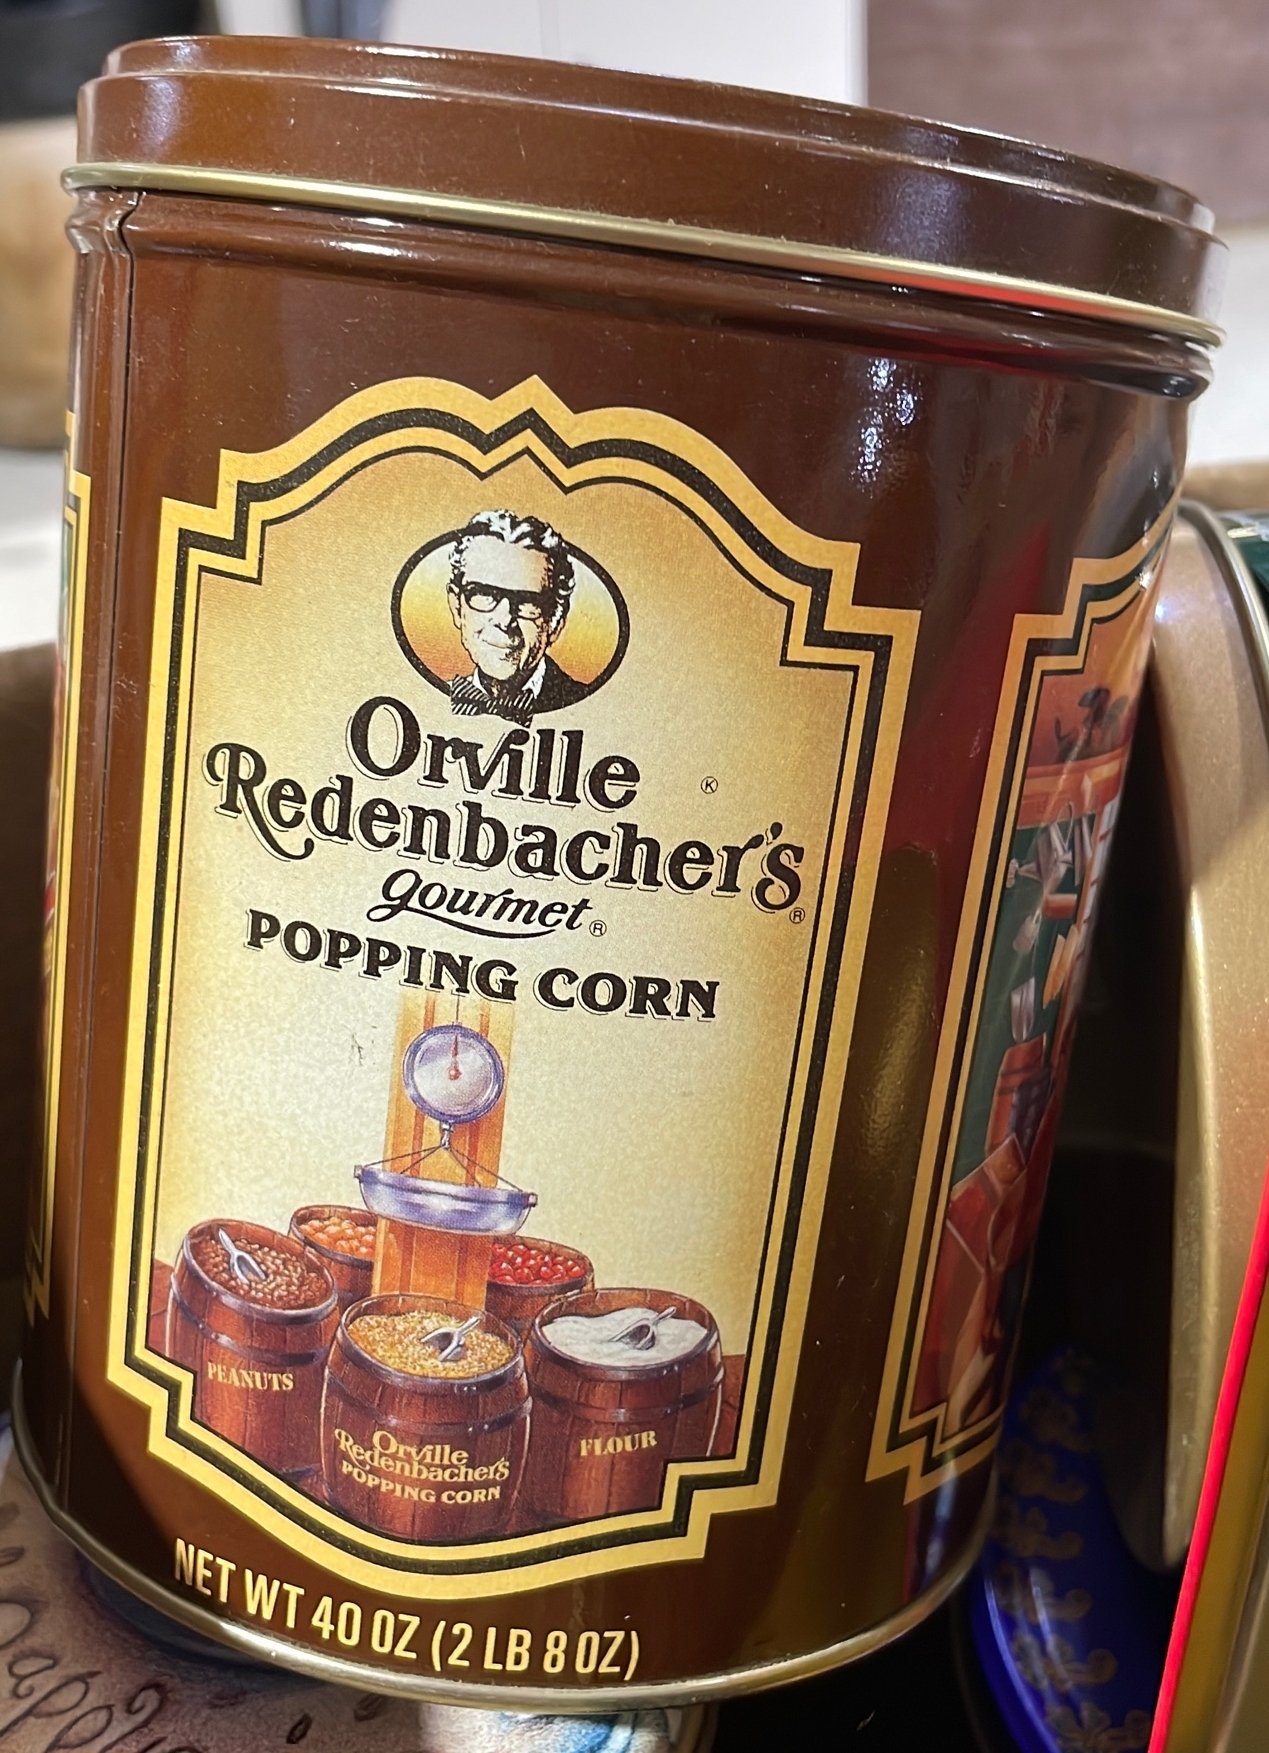 Orville
Ⓚ
Redenbacher's®
gourmet®
POPPING CORN
PEANUTS
Orville
Redenbacher's
POPPING CORN
FLOUR
NET WT 40 OZ (2 LB 8 OZ)